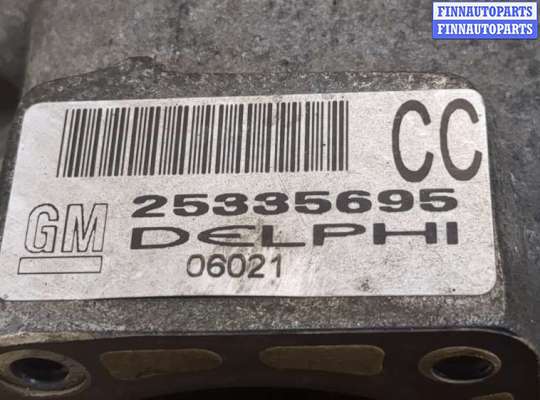 FINNAUTOPARTS
FINNAUTOPARTS
CC
GM
25335695
DELPHI
06021